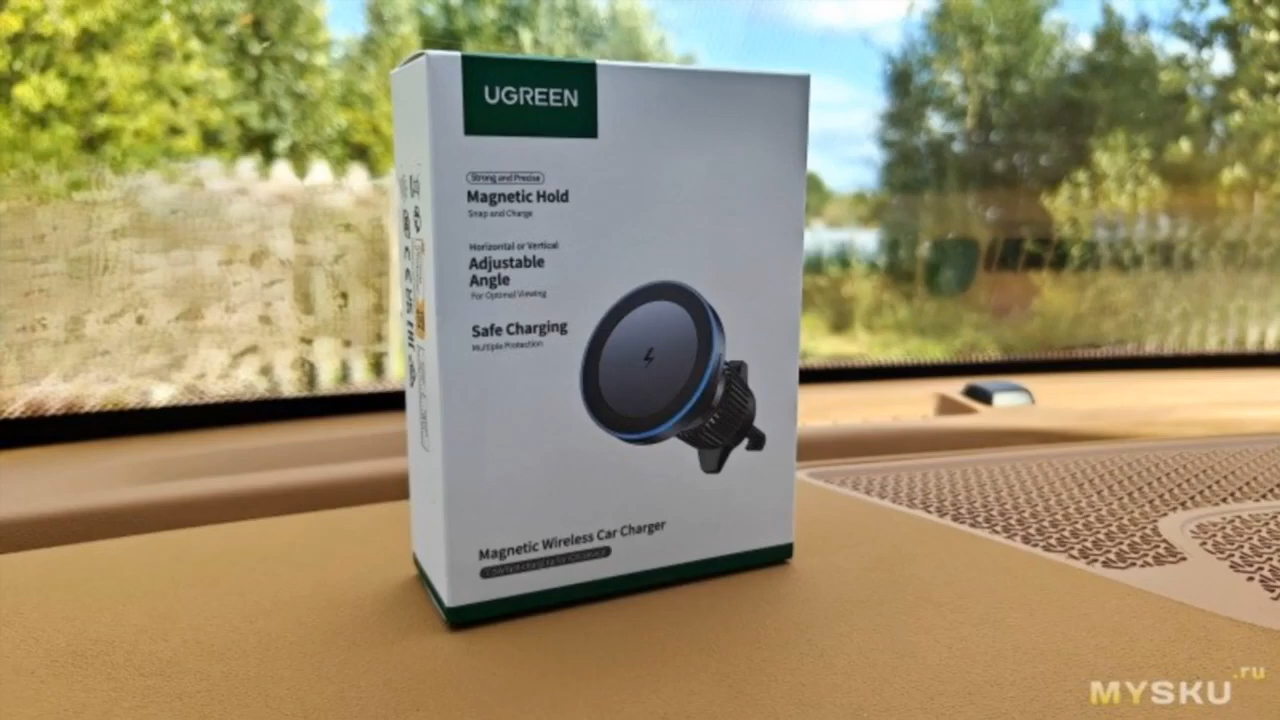 UGREEN
Strong and Precise
Magnetic Hold
Snap and Charge
Horizontal or Vertical
Adjustable
Angle
For Optimal Viewing
Safe Charging
Multiple Protection
Magnetic Wireless Car Charger
MYSKU.ru